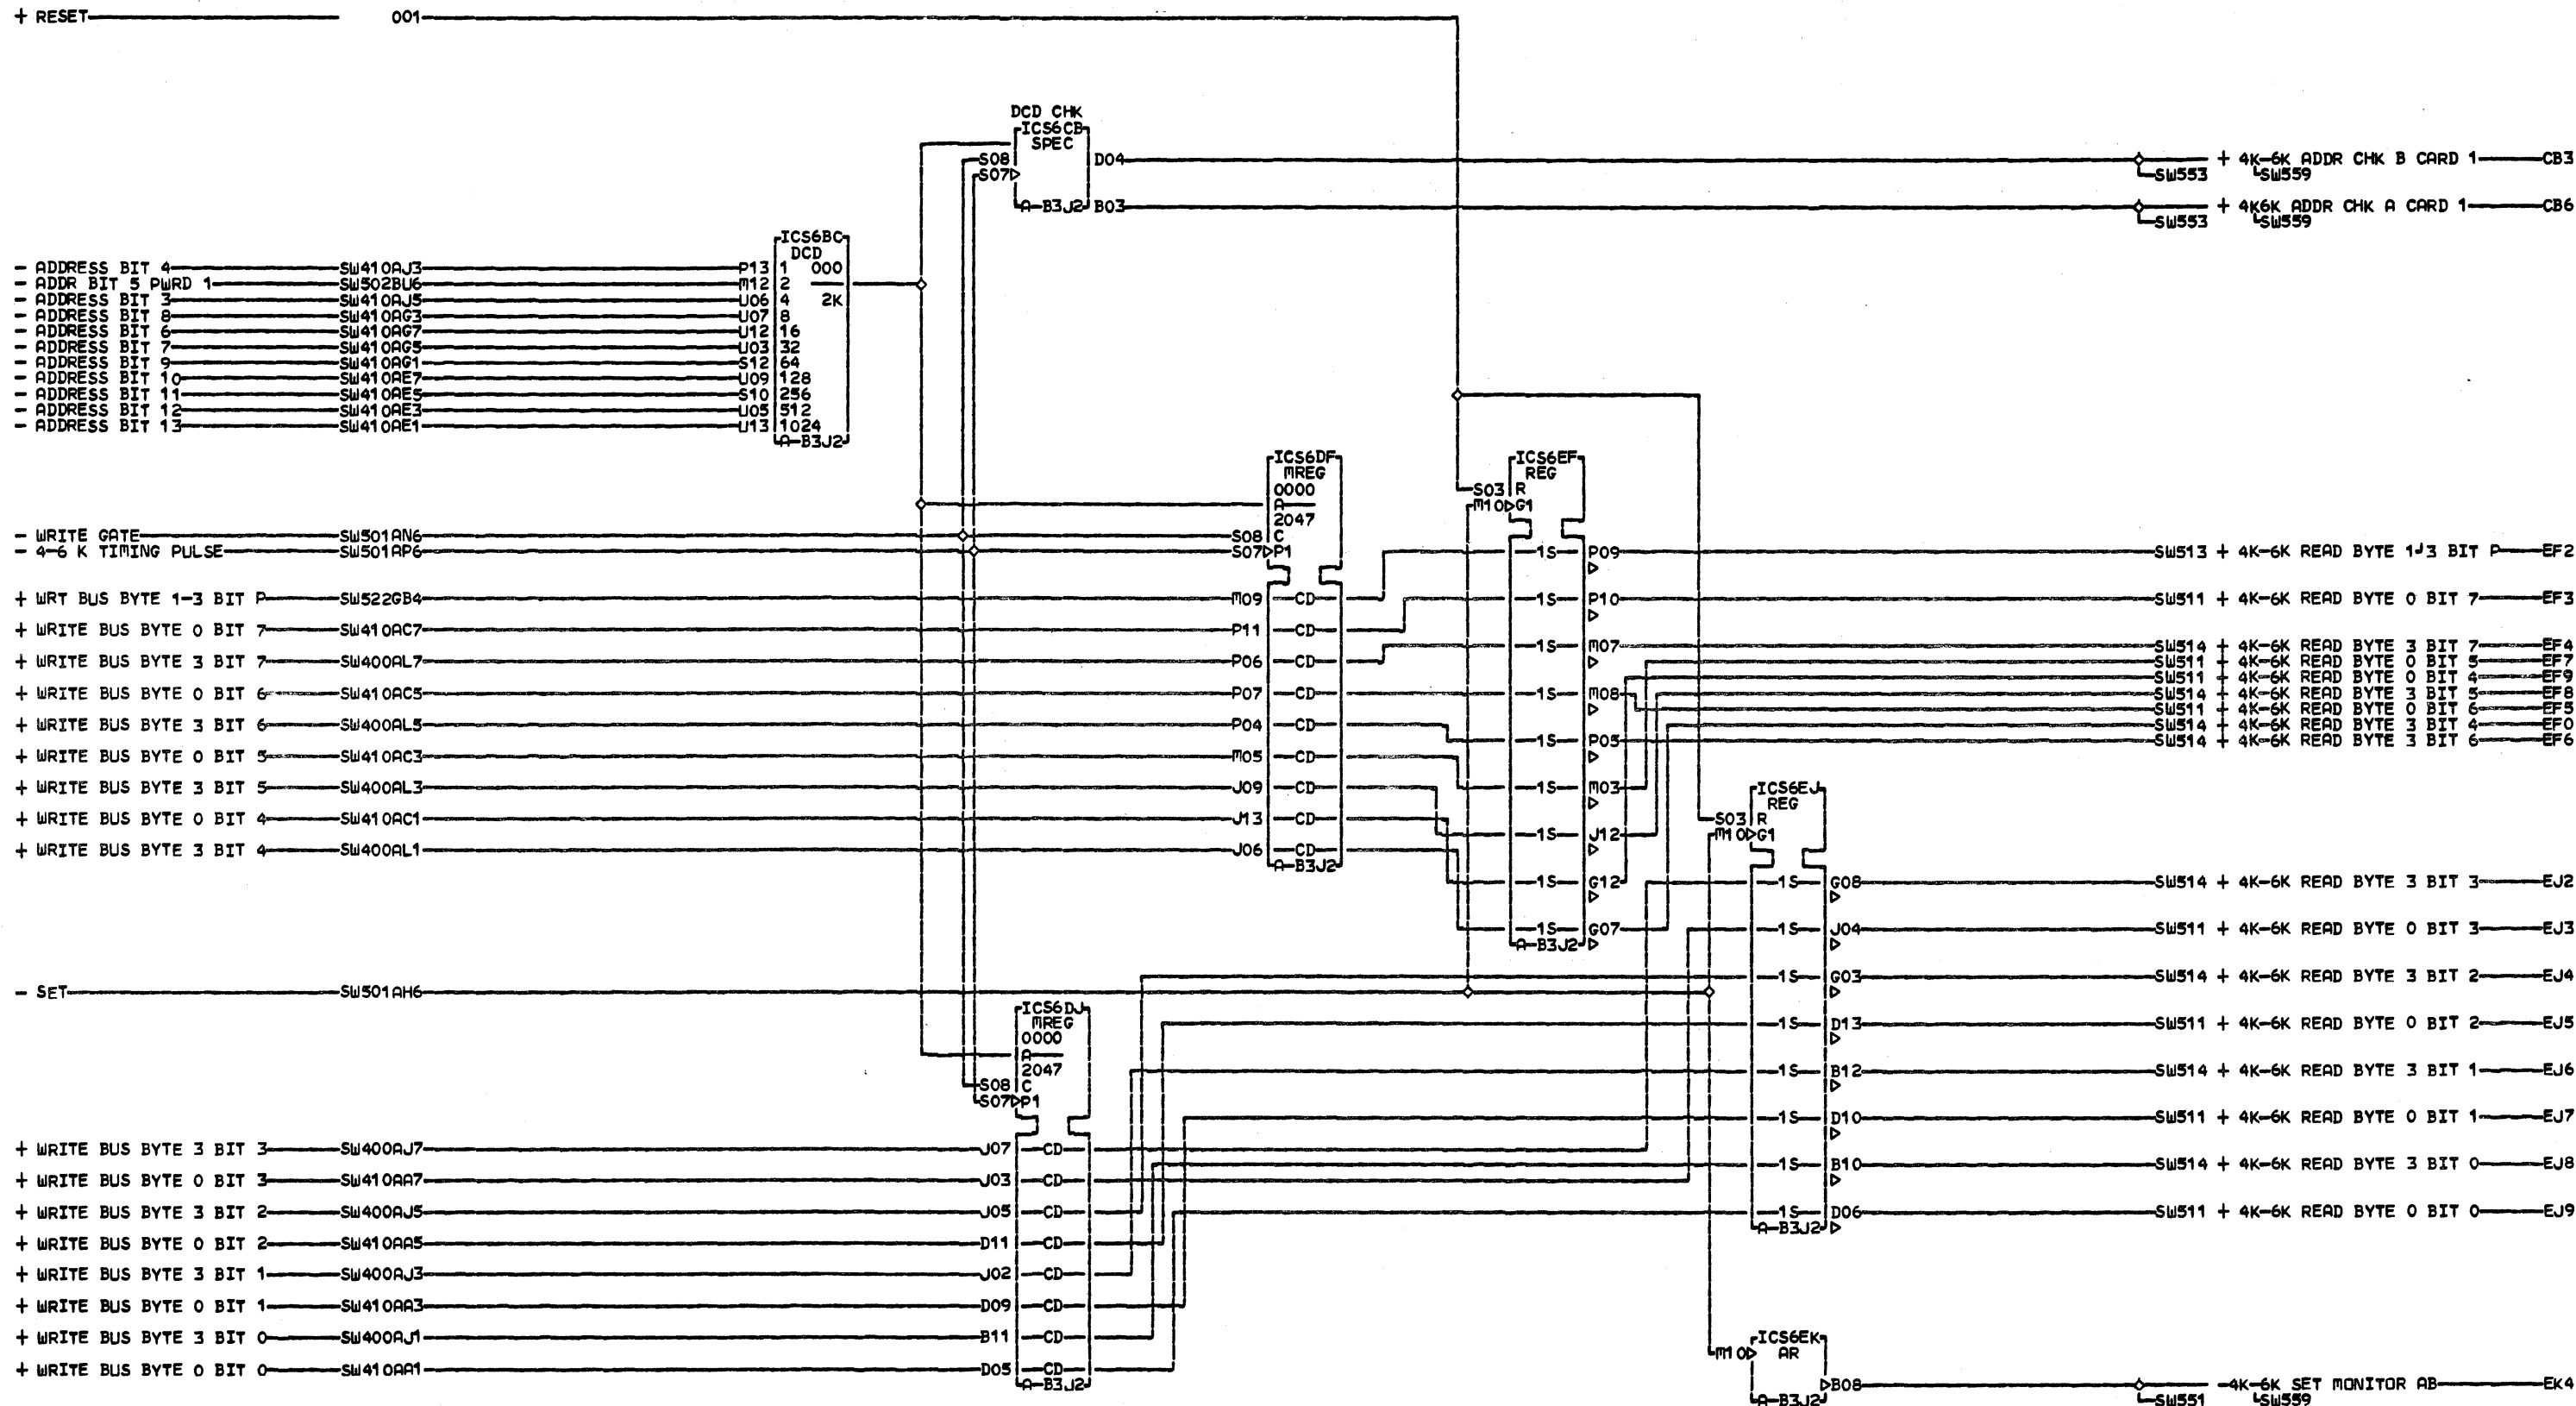 + RESET 001
DCD CHK
ICS6CB
SPEC
S08 D04 + 4K-6K ADDR CHK B CARD 1 CB3
S07 SW553 SW559
A-B3J2 B03 + 4K6K ADDR CHK A CARD 1 CB6
SW553 SW559
ICS6BC
DCD
- ADDRESS BIT 4 SW410AJ3 P13 1 000
- ADDR BIT 5 PWRD 1 SW502BU6 M12 2
- ADDRESS BIT 3 SW410AJ5 U06 4 2K
- ADDRESS BIT 8 SW410AG3 U07 8
- ADDRESS BIT 6 SW410AG7 U12 16
- ADDRESS BIT 7 SW410AG5 U03 32
- ADDRESS BIT 9 SW410AG1 S12 64
- ADDRESS BIT 10 SW410AE7 U09 128
- ADDRESS BIT 11 SW410AE5 S10 256
- ADDRESS BIT 12 SW410AE3 U05 512
- ADDRESS BIT 13 SW410AE1 U13 1024
A-B3J2
ICS6DF ICS6EF
MREG REG
0000 S03 R
A M10 G1
2047
- WRITE GATE SW501AN6 S08 C
- 4-6 K TIMING PULSE SW501AP6 S07 P1 1S P09 SW513 + 4K-6K READ BYTE 1-3 BIT P EF2
+ WRT BUS BYTE 1-3 BIT P SW522GB4 M09 CD 1S P10 SW511 + 4K-6K READ BYTE 0 BIT 7 EF3
+ WRITE BUS BYTE 0 BIT 7 SW410AC7 P11 CD
1S M07 SW514 + 4K-6K READ BYTE 3 BIT 7 EF4
+ WRITE BUS BYTE 3 BIT 7 SW400AL7 P06 CD SW511 + 4K-6K READ BYTE 0 BIT 5 EF7
SW511 + 4K-6K READ BYTE 0 BIT 4 EF9
+ WRITE BUS BYTE 0 BIT 6 SW410AC5 P07 CD 1S M08 SW514 + 4K-6K READ BYTE 3 BIT 5 EF8
SW511 + 4K-6K READ BYTE 0 BIT 6 EF5
+ WRITE BUS BYTE 3 BIT 6 SW400AL5 P04 CD SW514 + 4K-6K READ BYTE 3 BIT 4 EF0
1S P05 SW514 + 4K-6K READ BYTE 3 BIT 6 EF6
+ WRITE BUS BYTE 0 BIT 5 SW410AC3 M05 CD
+ WRITE BUS BYTE 3 BIT 5 SW400AL3 J09 CD 1S M03 ICS6EJ
REG
+ WRITE BUS BYTE 0 BIT 4 SW410AC1 J13 CD S03 R
1S J12 M10 G1
+ WRITE BUS BYTE 3 BIT 4 SW400AL1 J06 CD
A-B3J2
1S G12 1S G08 SW514 + 4K-6K READ BYTE 3 BIT 3 EJ2
1S G07 1S J04 SW511 + 4K-6K READ BYTE 0 BIT 3 EJ3
A-B3J2
1S G03 SW514 + 4K-6K READ BYTE 3 BIT 2 EJ4
- SET SW501AH6
ICS6DJ
MREG 1S D13 SW511 + 4K-6K READ BYTE 0 BIT 2 EJ5
0000
A
2047 1S B12 SW514 + 4K-6K READ BYTE 3 BIT 1 EJ6
S08 C
S07 P1
1S D10 SW511 + 4K-6K READ BYTE 0 BIT 1 EJ7
+ WRITE BUS BYTE 3 BIT 3 SW400AJ7 J07 CD
1S B10 SW514 + 4K-6K READ BYTE 3 BIT 0 EJ8
+ WRITE BUS BYTE 0 BIT 3 SW410AA7 J03 CD
+ WRITE BUS BYTE 3 BIT 2 SW400AJ5 J05 CD 1S D06 SW511 + 4K-6K READ BYTE 0 BIT 0 EJ9
A-B3J2
+ WRITE BUS BYTE 0 BIT 2 SW410AA5 D11 CD
+ WRITE BUS BYTE 3 BIT 1 SW400AJ3 J02 CD
+ WRITE BUS BYTE 0 BIT 1 SW410AA3 D09 CD
+ WRITE BUS BYTE 3 BIT 0 SW400AJ1 B11 CD
ICS6EK
M10 AR
+ WRITE BUS BYTE 0 BIT 0 SW410AA1 D05 CD
A-B3J2
B08 -4K-6K SET MONITOR AB EK4
A-B3J2 SW551 SW559